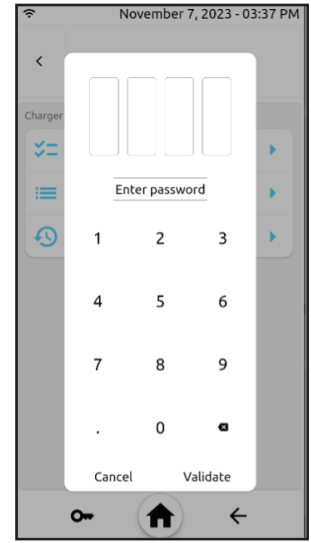 November 7, 2023 - 03:37 PM
Charger
Enter password
1 2 3
4 5 6
7 8 9
. 0
Cancel Validate